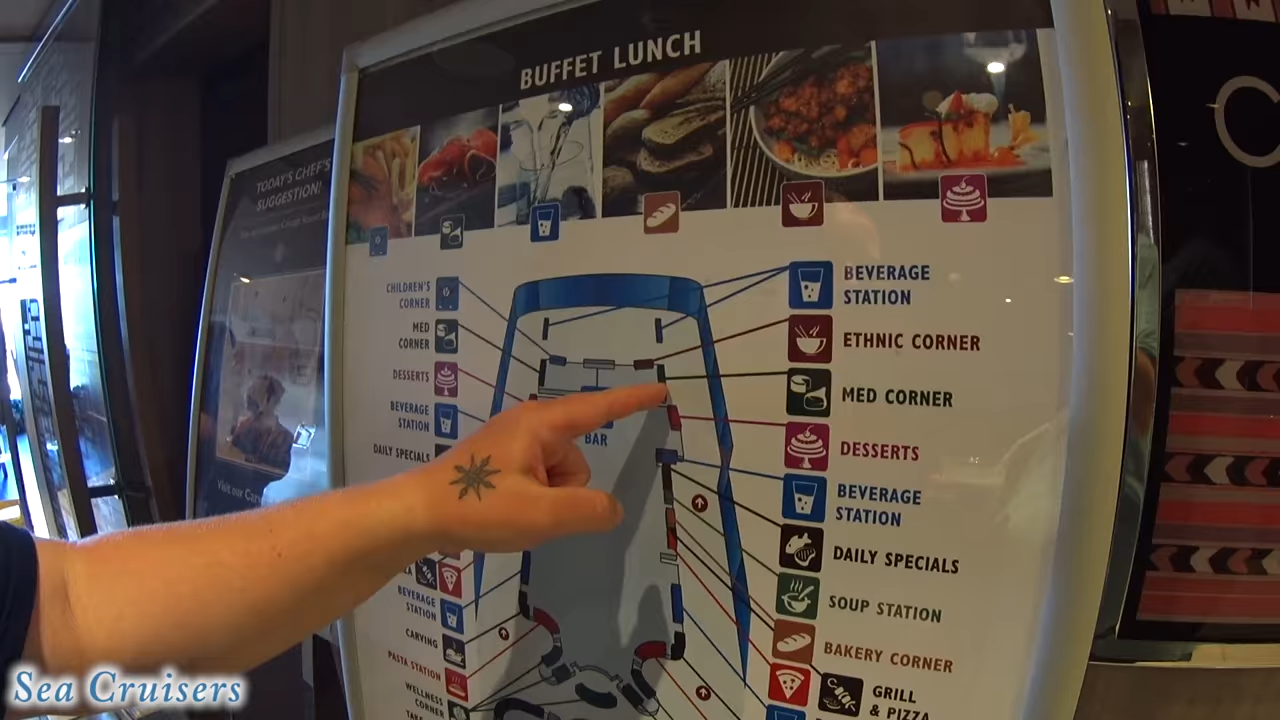 BUFFET LUNCH
TODAY'S CHEF'S
SUGGESTION!
CHILDREN'S
CORNER
MED
CORNER
DESSERTS
BEVERAGE
STATION
DAILY SPECIALS
BEVERAGE
STATION
CARVING
PASTA STATION
WELLNESS
CORNER
BAR
BEVERAGE
STATION
ETHNIC CORNER
MED CORNER
DESSERTS
BEVERAGE
STATION
DAILY SPECIALS
SOUP STATION
BAKERY CORNER
GRILL
& PIZZA
Visit our
Sea Cruisers